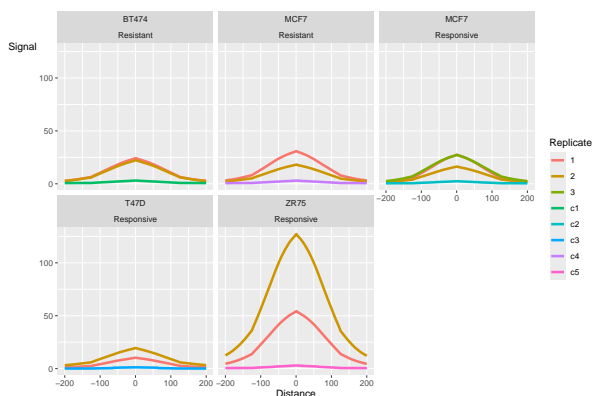 BT474
MCF7
MCF7
Resistant
Resistant
Responsive
Signal
100
50
0
−200
−100
0
100
200
T47D
ZR75
Responsive
Responsive
100
50
0
−200
−100
0
100
200
−200
−100
0
100
200
Distance
Replicate
1
2
3
c1
c2
c3
c4
c5